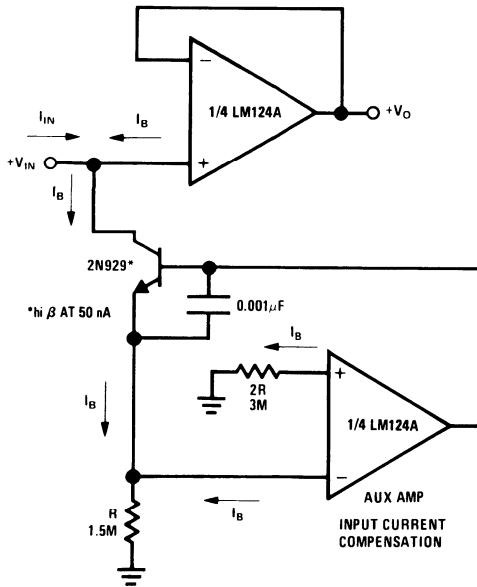 −
1/4 LM124A
+VO
IIN
IB
+VIN
+
IB
2N929*
*hi β AT 50 nA
0.001μF
IB
2R
3M
+
1/4 LM124A
IB
−
IB
AUX AMP
R
1.5M
INPUT CURRENT
COMPENSATION